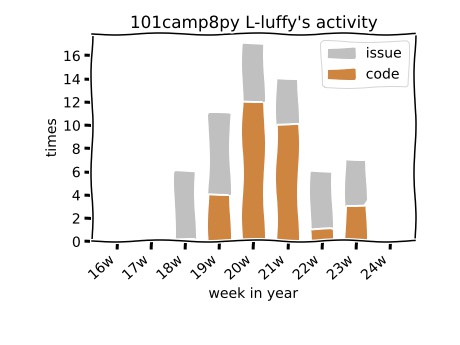 101camp8py L-luffy's activity
issue
code
times
16
14
12
10
8
6
4
2
0
16w 17w 18w 19w 20w 21w 22w 23w 24w
week in year